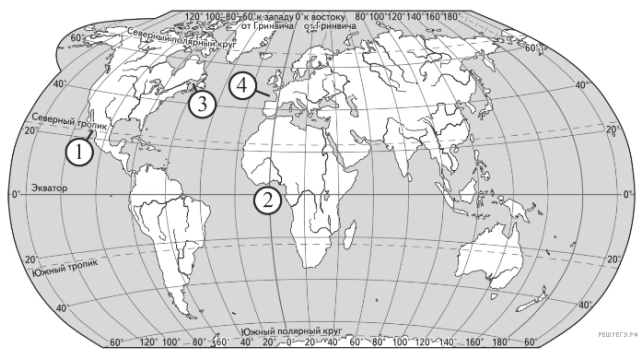 120° 100° 80° 60° к западу 0° к востоку 80° 100° 120° 140° 160° 180°
от Гринвича от Гринвича
Северный полярный круг
60° 60°
40° 4 40°
3
Северный тропик
20° 1 20°
Экватор 2
0° 0°
20° 20°
Южный тропик
40° 40°
Южный полярный круг
РЕШУЕГЭ.РФ
60° 120° 100° 80° 60° 40° 20° 0° 20° 40° 60° 80° 100° 120° 140° 160° 60°